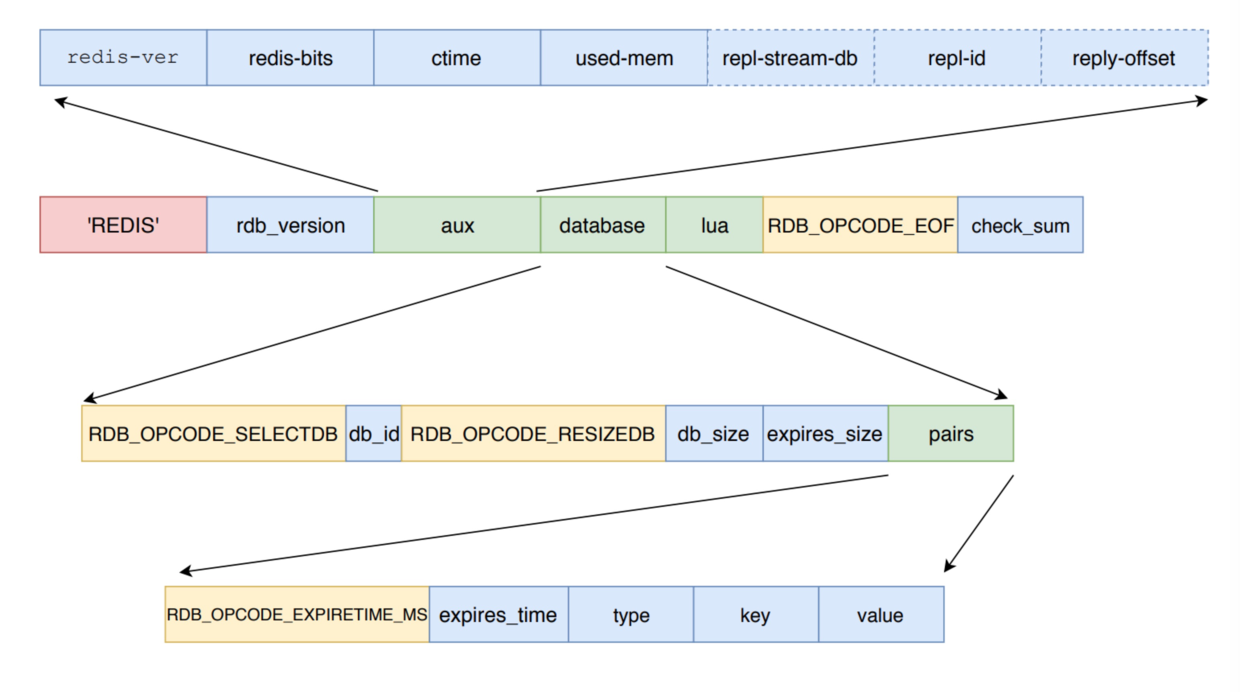 redis-ver redis-bits ctime used-mem repl-stream-db repl-id reply-offset
'REDIS' rdb_version aux database lua RDB_OPCODE_EOF check_sum
RDB_OPCODE_SELECTDB db_id RDB_OPCODE_RESIZEDB db_size expires_size pairs
RDB_OPCODE_EXPIRETIME_MS expires_time type key value